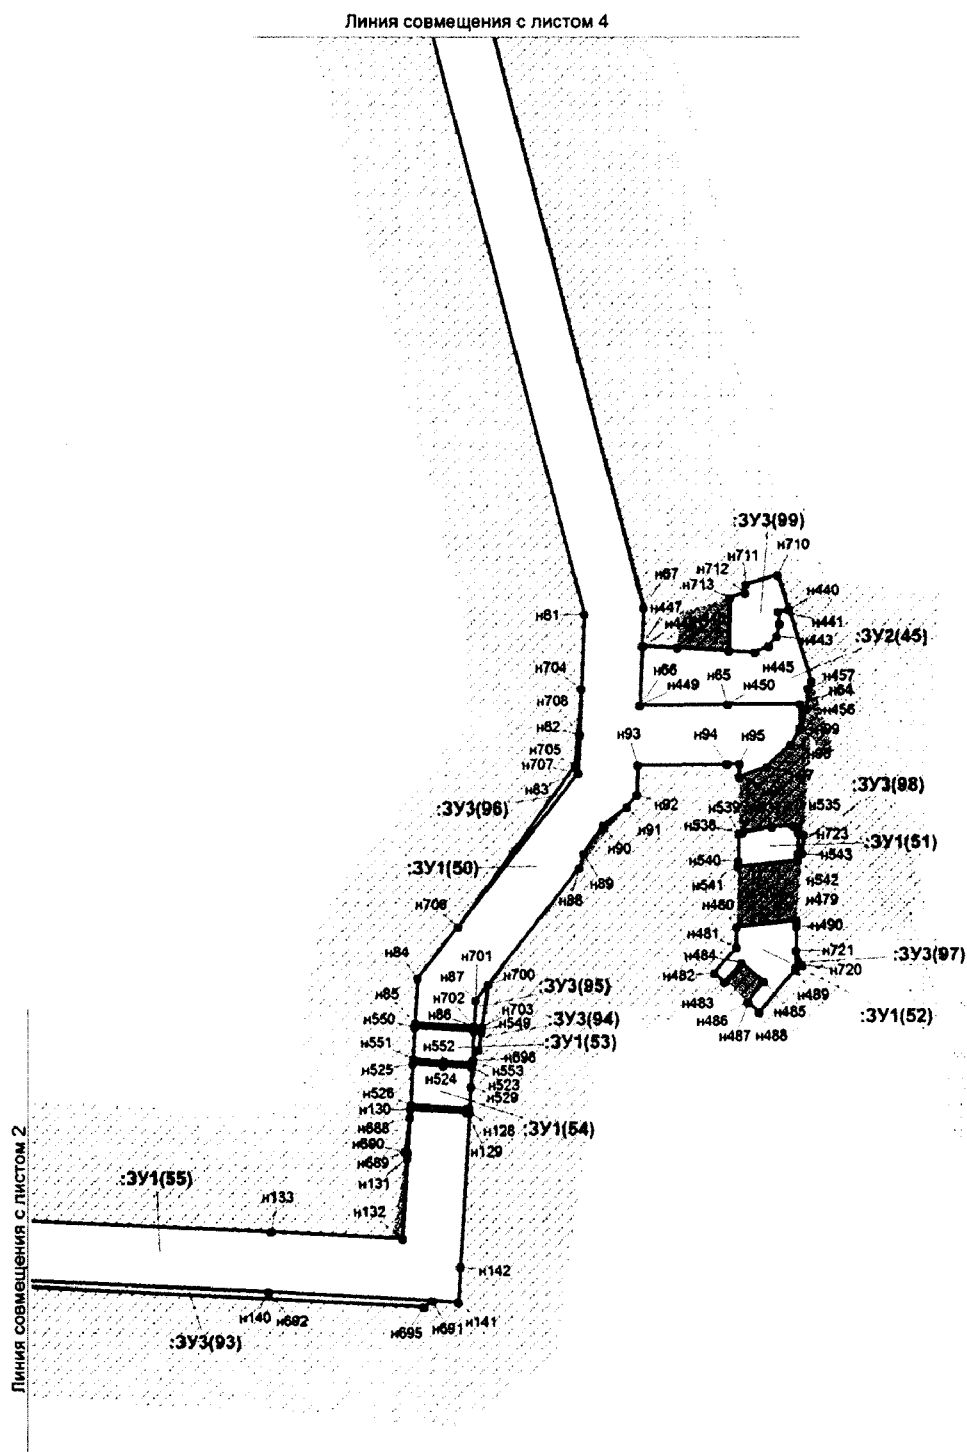 Линия совмещения с листом 4
:ЗУ3(99)
н710
н711
н712
н713
н67
н447
н440
н441
н443
:ЗУ2(45)
н61
н66
н65
н445
н457
н64
н704
н449
н450
н456
н708
н99
н62
н93
н94
н95
н98
н705
н707
н83
:ЗУ3(98)
:ЗУ3(96)
н92
н539
н535
н538
н723
:ЗУ1(51)
н91
н90
н540
н543
:ЗУ1(50)
н89
н541
н542
н88
н480
н479
н706
н481
н490
н701
н721
н84
н87
н700
н484
:ЗУ3(97)
н720
н482
н85
н702
:ЗУ3(95)
н489
н483
н485
н703
н86
н549
:ЗУ3(94)
н486
н487
н488
:ЗУ1(52)
н550
н551
н552
:ЗУ1(53)
н696
н525
н524
н553
н523
н526
н529
н130
н688
н128
:ЗУ1(54)
н129
н690
н689
н131
:ЗУ1(55)
н133
н132
н142
н140
н692
н695
н691
н141
:ЗУ3(93)
Линия совмещения с листом 2